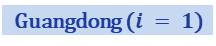 Guangdong (i = 1)